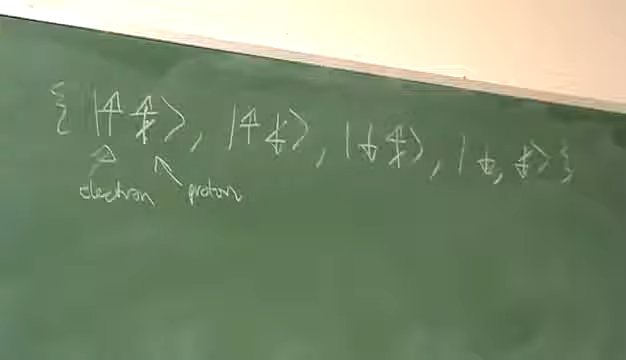 { |↑ ⇑⟩, |↑ ⇓⟩, |↓ ⇑⟩, |↓, ⇓⟩ }
electron proton